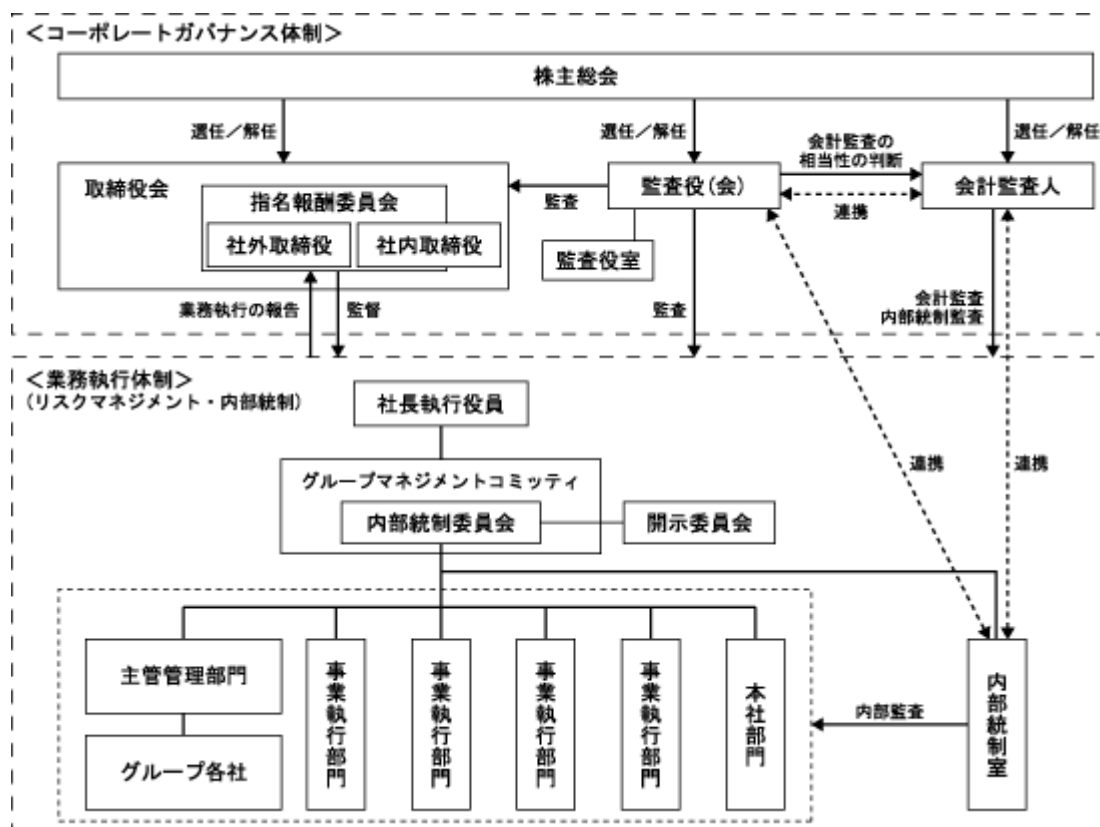 ＜コーポレートガバナンス体制＞
株主総会
選任／解任
選任／解任
選任／解任
会計監査の
相当性の判断
取締役会
指名報酬委員会
社外取締役
社内取締役
監査
監査役(会)
連携
会計監査人
監査役室
業務執行の報告
監督
監査
会計監査
内部統制監査
＜業務執行体制＞
(リスクマネジメント・内部統制)
社長執行役員
連携
連携
グループマネジメントコミッティ
内部統制委員会
開示委員会
主管管理部門
グループ各社
事業執行部門
事業執行部門
事業執行部門
事業執行部門
本社部門
内部監査
内部統制室